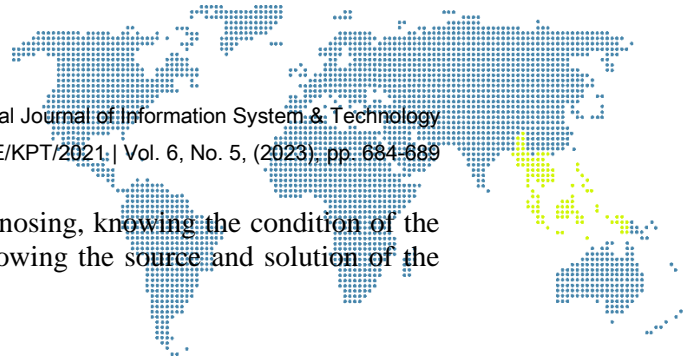 al Journal of Information System & Technology
E/KPT/2021 | Vol. 6, No. 5, (2023), pp. 684-689
nosing, knowing the condition of the
owing the source and solution of the